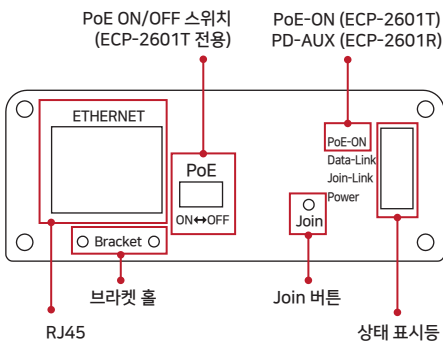 PoE ON/OFF 스위치
(ECP-2601T 전용)
PoE-ON (ECP-2601T)
PD-AUX (ECP-2601R)
ETHERNET
PoE
ON↔OFF
PoE-ON
Data-Link
Join-Link
Power
Join
Bracket
브라켓 홀
Join 버튼
RJ45
상태 표시등